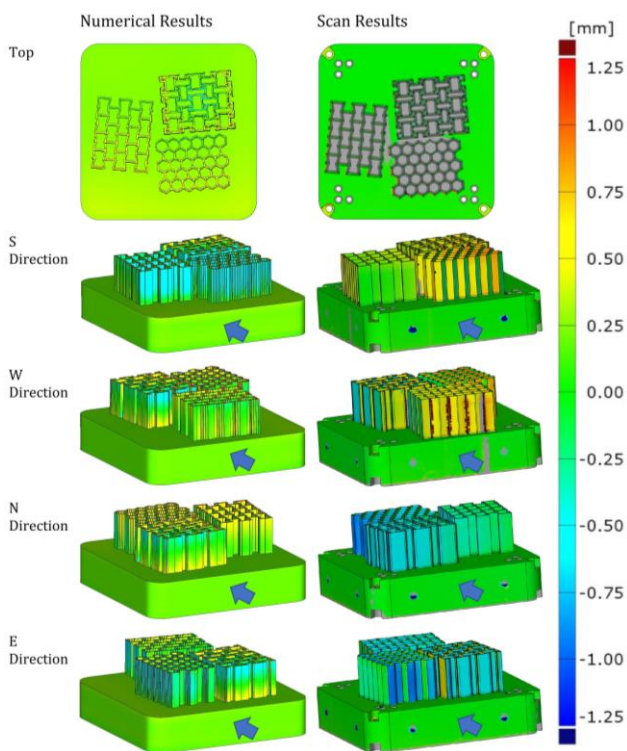 Numerical Results
Scan Results
[mm]
Top
S
Direction
W
Direction
N
Direction
E
Direction
1.25
1.00
0.75
0.50
0.25
0.00
-0.25
-0.50
-0.75
-1.00
-1.25